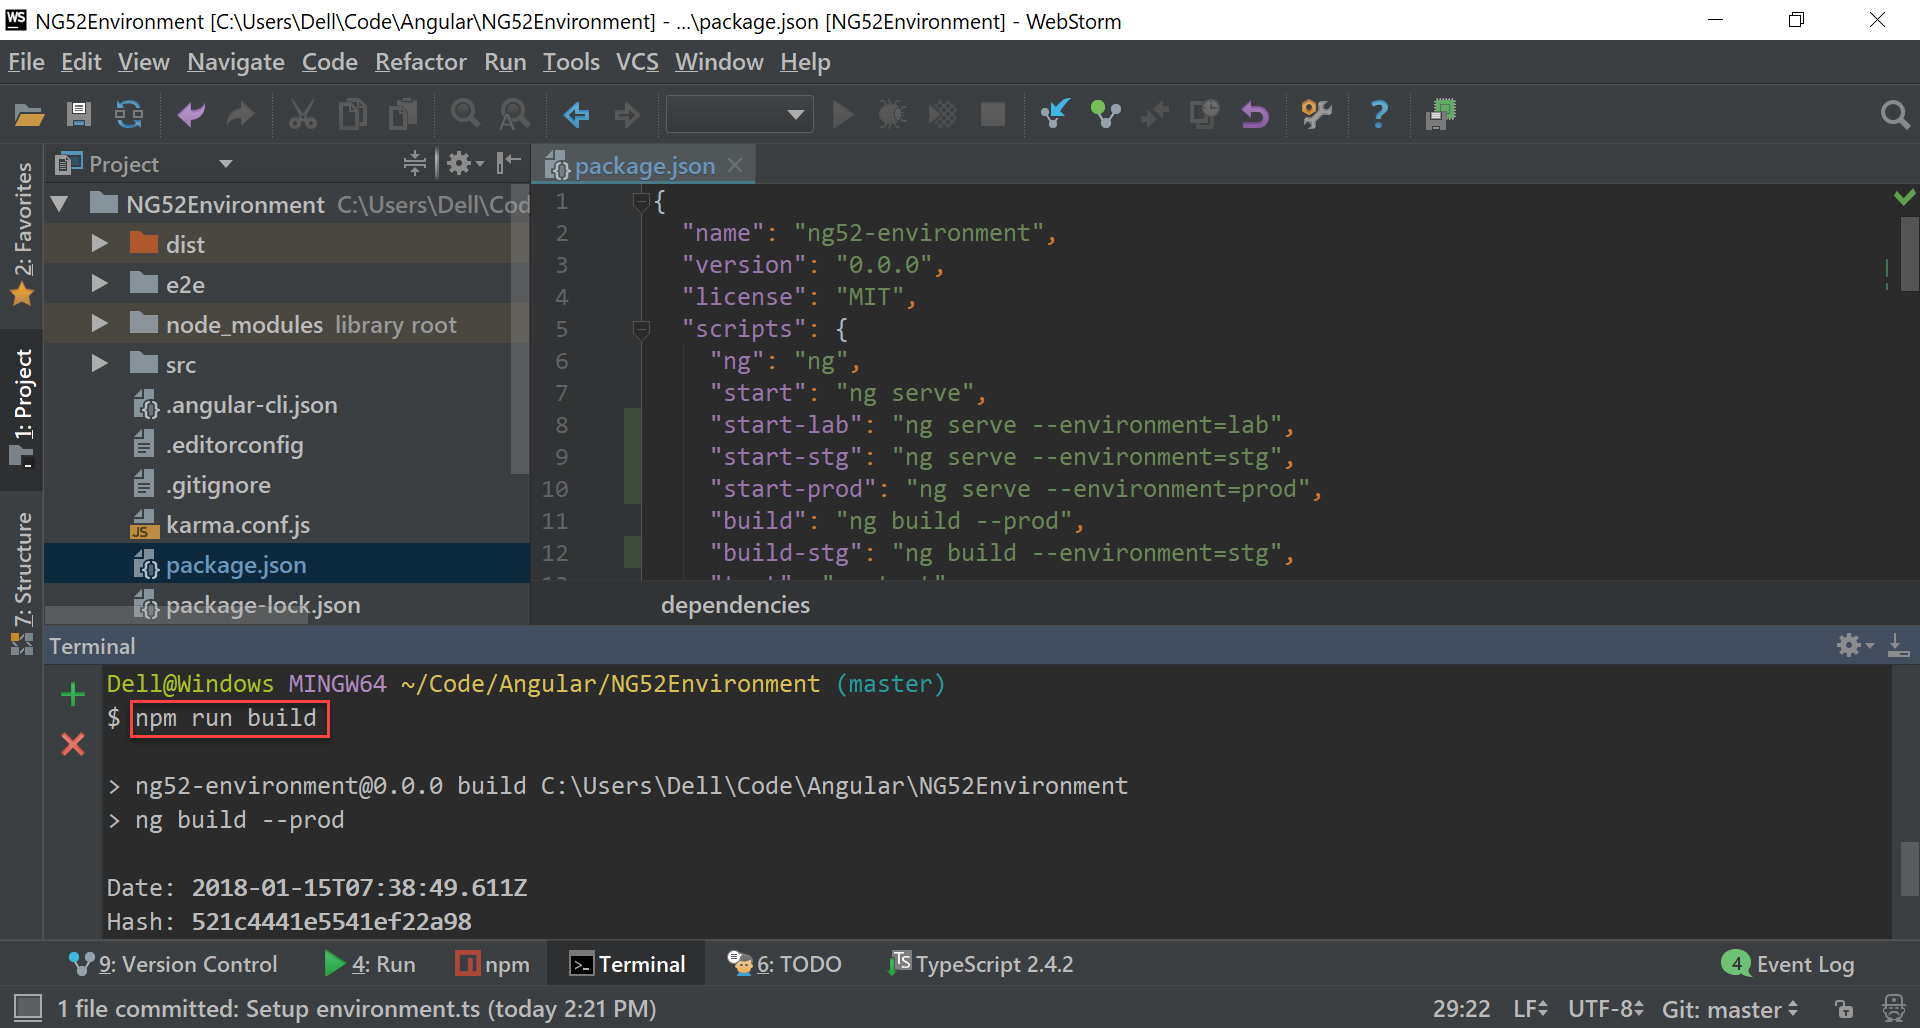 WS NG52Environment [C:\Users\Dell\Code\Angular\NG52Environment] - ...\package.json [NG52Environment] - WebStorm
File Edit View Navigate Code Refactor Run Tools VCS Window Help
Project
package.json
2: Favorites
1: Project
7: Structure
NG52Environment C:\Users\Dell\Cod
dist
e2e
node_modules library root
src
.angular-cli.json
.editorconfig
.gitignore
JS karma.conf.js
package.json
package-lock.json
1 {
2 "name": "ng52-environment",
3 "version": "0.0.0",
4 "license": "MIT",
5 "scripts": {
6 "ng": "ng",
7 "start": "ng serve",
8 "start-lab": "ng serve --environment=lab",
9 "start-stg": "ng serve --environment=stg",
10 "start-prod": "ng serve --environment=prod",
11 "build": "ng build --prod",
12 "build-stg": "ng build --environment=stg",
dependencies
Terminal
Dell@Windows MINGW64 ~/Code/Angular/NG52Environment (master)
$ npm run build
> ng52-environment@0.0.0 build C:\Users\Dell\Code\Angular\NG52Environment
> ng build --prod
Date: 2018-01-15T07:38:49.611Z
Hash: 521c4441e5541ef22a98
9: Version Control 4: Run npm Terminal 6: TODO TS TypeScript 2.4.2 4 Event Log
1 file committed: Setup environment.ts (today 2:21 PM) 29:22 LF UTF-8 Git: master